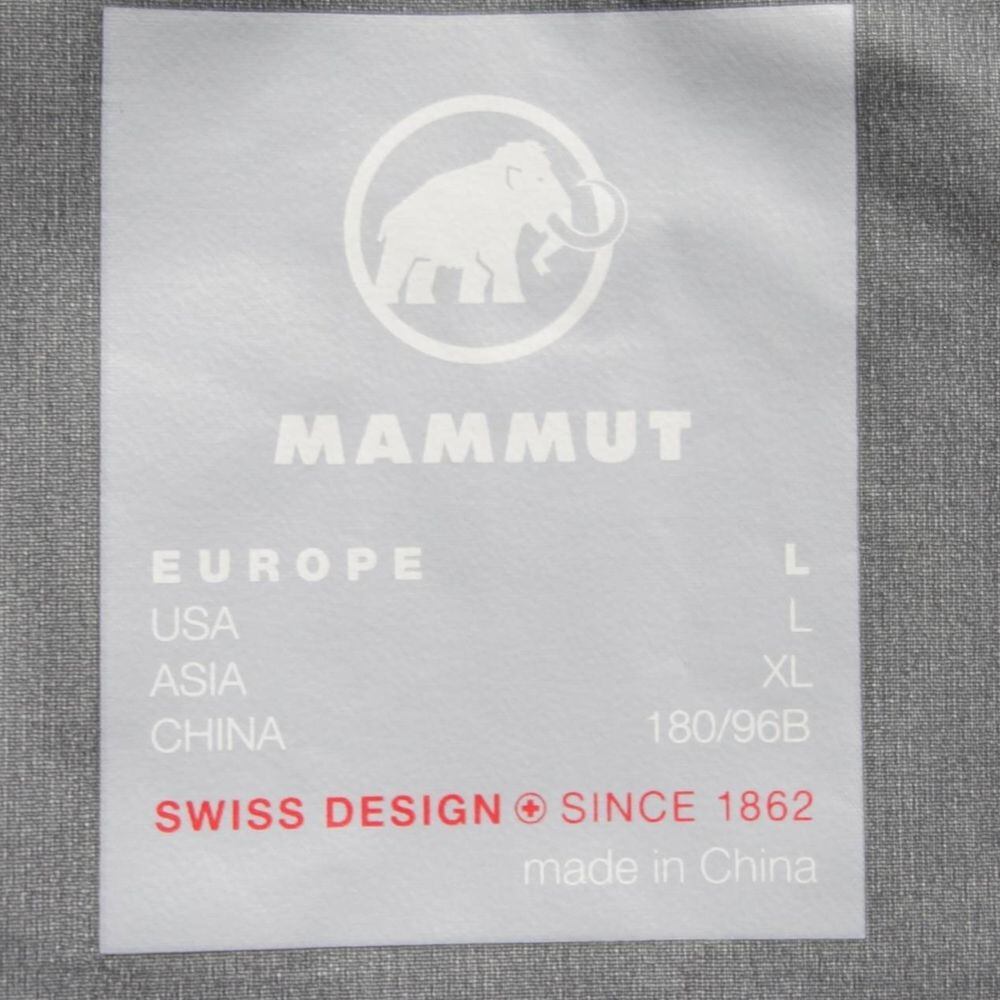 MAMMUT
EUROPE L
USA L
ASIA XL
CHINA 180/96B
SWISS DESIGN SINCE 1862
made in China